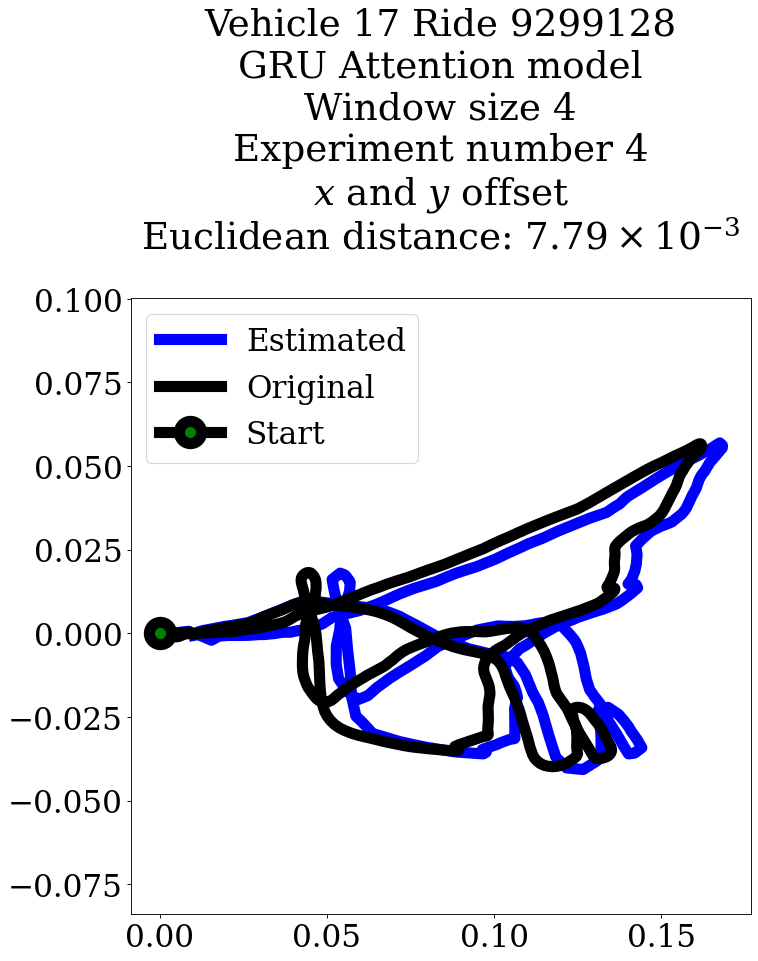 Vehicle 17 Ride 9299128
GRU Attention model
Window size 4
Experiment number 4
x and y offset
Euclidean distance: 7.79 × 10⁻³
0.100
0.075
0.050
0.025
0.000
−0.025
−0.050
−0.075
Estimated
Original
Start
0.00 0.05 0.10 0.15